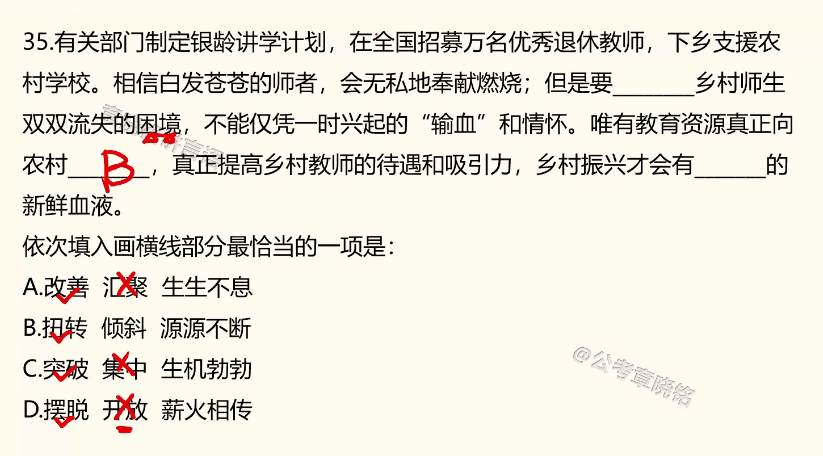 35.有关部门制定银龄讲学计划，在全国招募万名优秀退休教师，下乡支援农
村学校。相信白发苍苍的师者，会无私地奉献燃烧；但是要________乡村师生
双双流失的困境，不能仅凭一时兴起的“输血”和情怀。唯有教育资源真正向
农村________，真正提高乡村教师的待遇和吸引力，乡村振兴才会有_______的
B
新鲜血液。
依次填入画横线部分最恰当的一项是：
A.改善 汇聚 生生不息
B.扭转 倾斜 源源不断
C.突破 集中 生机勃勃
D.摆脱 开放 薪火相传
@公考章晓铭